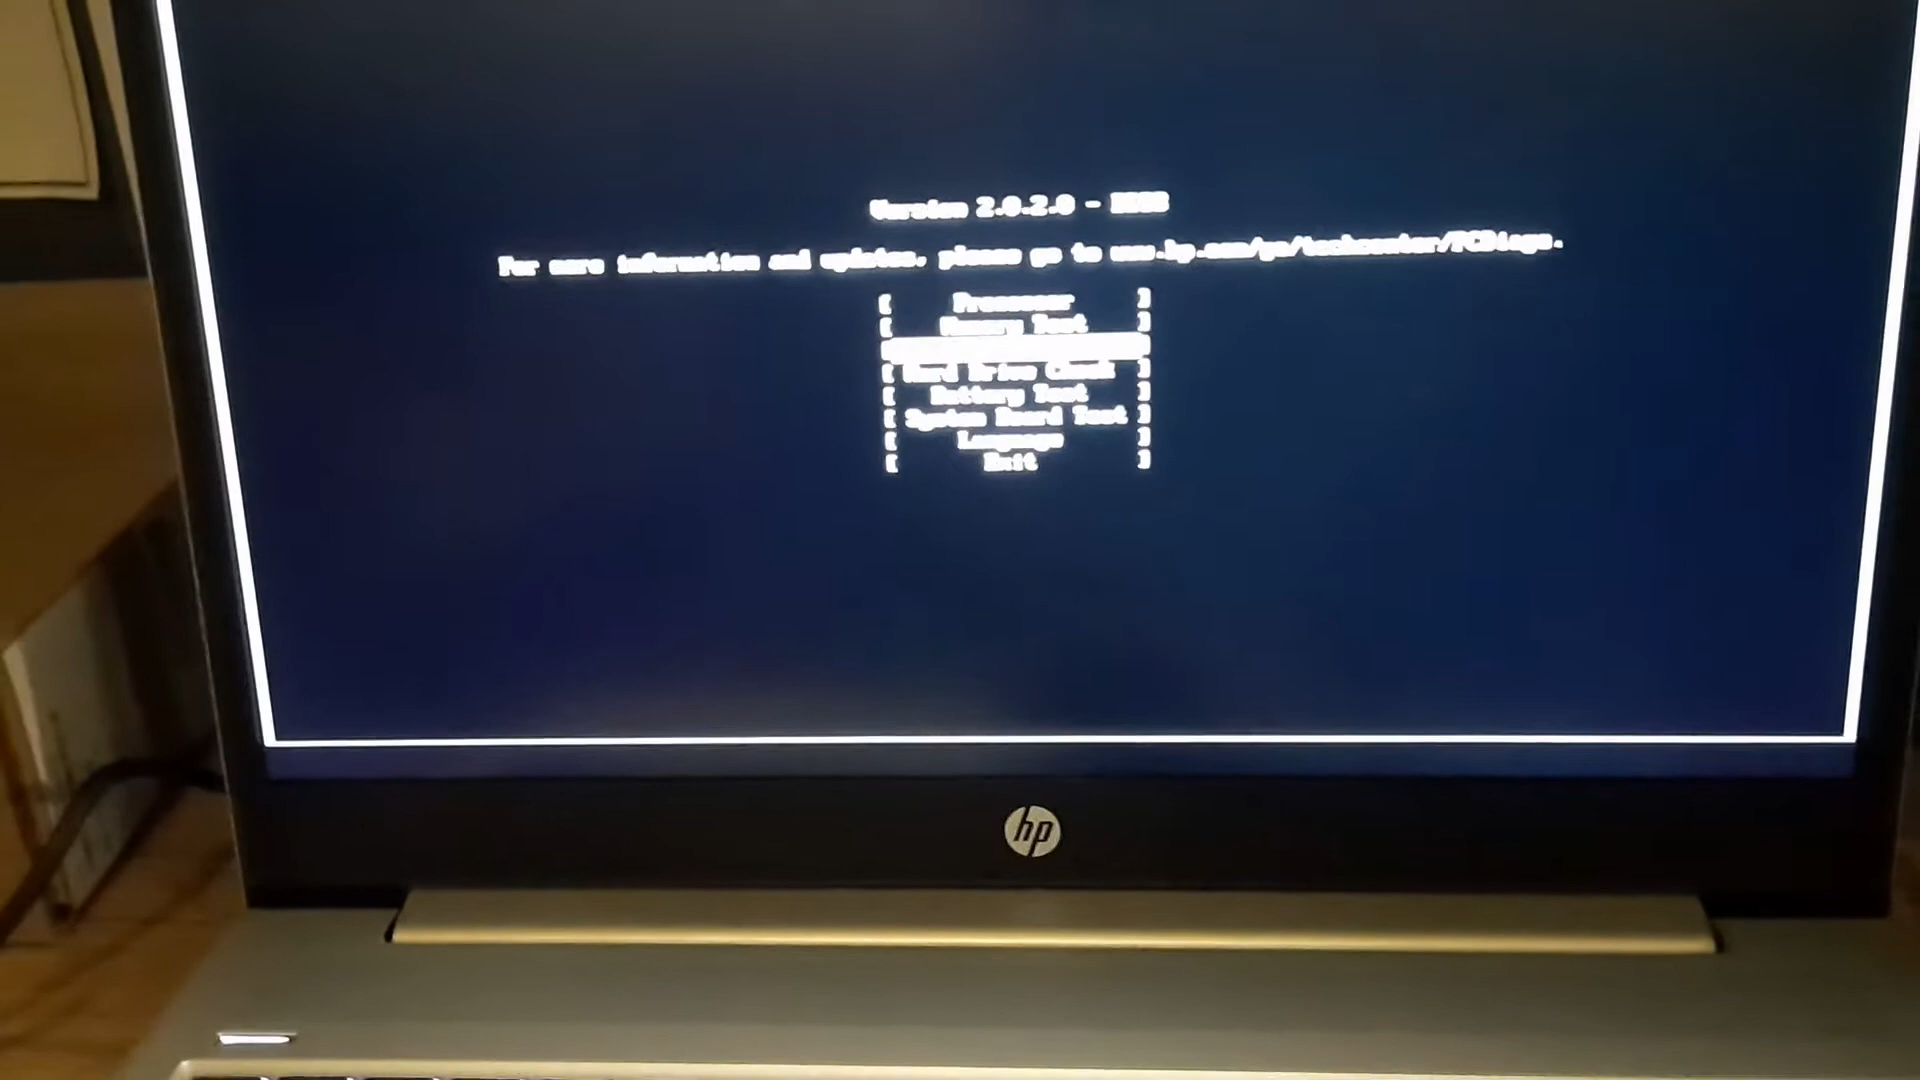 Version 2.0.2.0 -
For more information and updates, please go to www.hp.com/go/techcenter/PCDiags.
[ Processor ]
[ Memory Test ]
[ Hard Drive Check ]
[ Battery Test ]
[ System Board Test ]
[ Language ]
[ Exit ]
hp